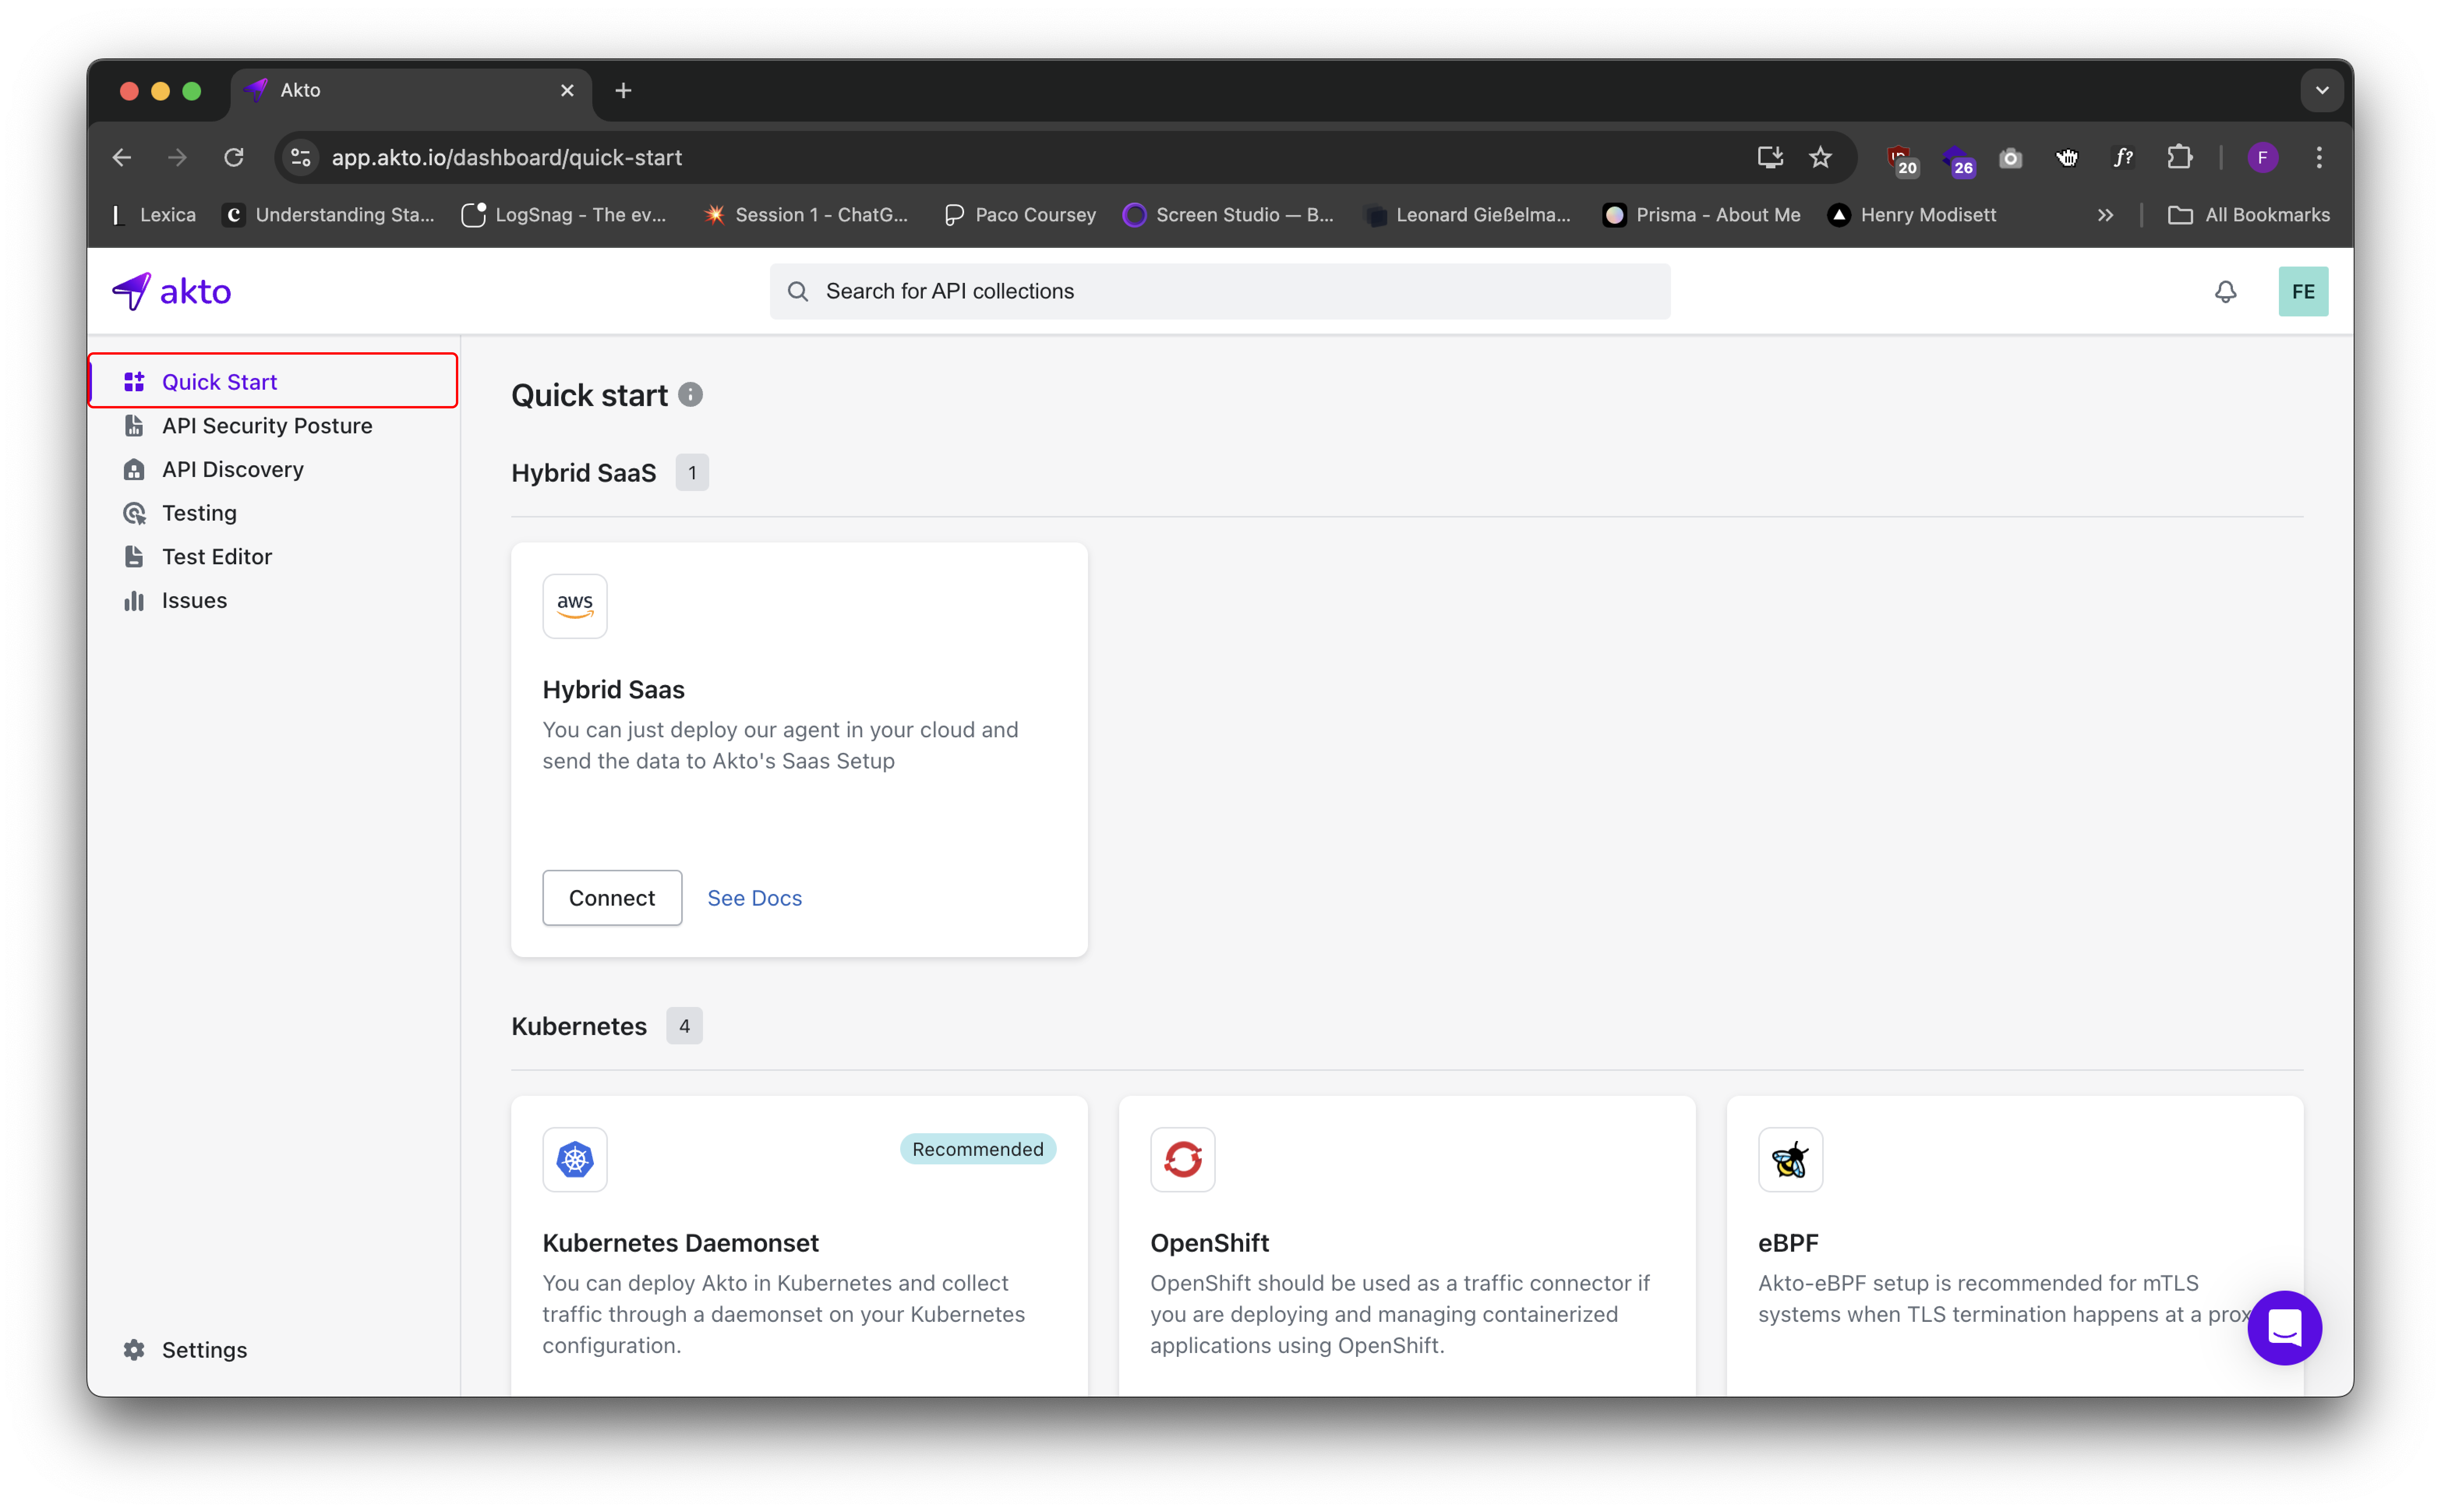 Akto
app.akto.io/dashboard/quick-start
20
26
f?
F
Lexica
Understanding Sta...
LogSnag - The ev...
Session 1 - ChatG...
Paco Coursey
Screen Studio — B...
Leonard Gießelma...
Prisma - About Me
Henry Modisett
All Bookmarks
akto
Search for API collections
FE
Quick Start
API Security Posture
API Discovery
Testing
Test Editor
Issues
Settings
Quick start
Hybrid SaaS 1
aws
Hybrid Saas
You can just deploy our agent in your cloud and
send the data to Akto's Saas Setup
Connect
See Docs
Kubernetes 4
Recommended
Kubernetes Daemonset
You can deploy Akto in Kubernetes and collect
traffic through a daemonset on your Kubernetes
configuration.
OpenShift
OpenShift should be used as a traffic connector if
you are deploying and managing containerized
applications using OpenShift.
eBPF
Akto-eBPF setup is recommended for mTLS
systems when TLS termination happens at a prox